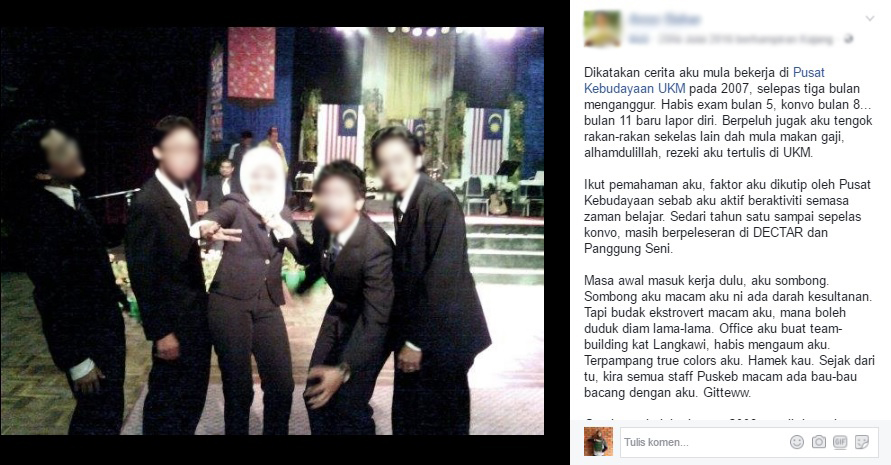 Dikatakan cerita aku mula bekerja di Pusat
Kebudayaan UKM pada 2007, selepas tiga bulan
menganggur. Habis exam bulan 5, konvo bulan 8...
bulan 11 baru lapor diri. Berpeluh jugak aku tengok
rakan-rakan sekelas lain dah mula makan gaji,
alhamdulillah, rezeki aku tertulis di UKM.
Ikut pemahaman aku, faktor aku dikutip oleh Pusat
Kebudayaan sebab aku aktif beraktiviti semasa
zaman belajar. Sedari tahun satu sampai sepelas
konvo, masih berpeleseran di DECTAR dan
Panggung Seni.
Masa awal masuk kerja dulu, aku sombong.
Sombong aku macam aku ni ada darah kesultanan.
Tapi budak ekstrovert macam aku, mana boleh
duduk diam lama-lama. Office aku buat team-
building kat Langkawi, habis mengaum aku.
Terpampang true colors aku. Hamek kau. Sejak dari
tu, kira semua staff Puskeb macam ada bau-bau
bacang dengan aku. Gitteww.
Tulis komen...
GIF